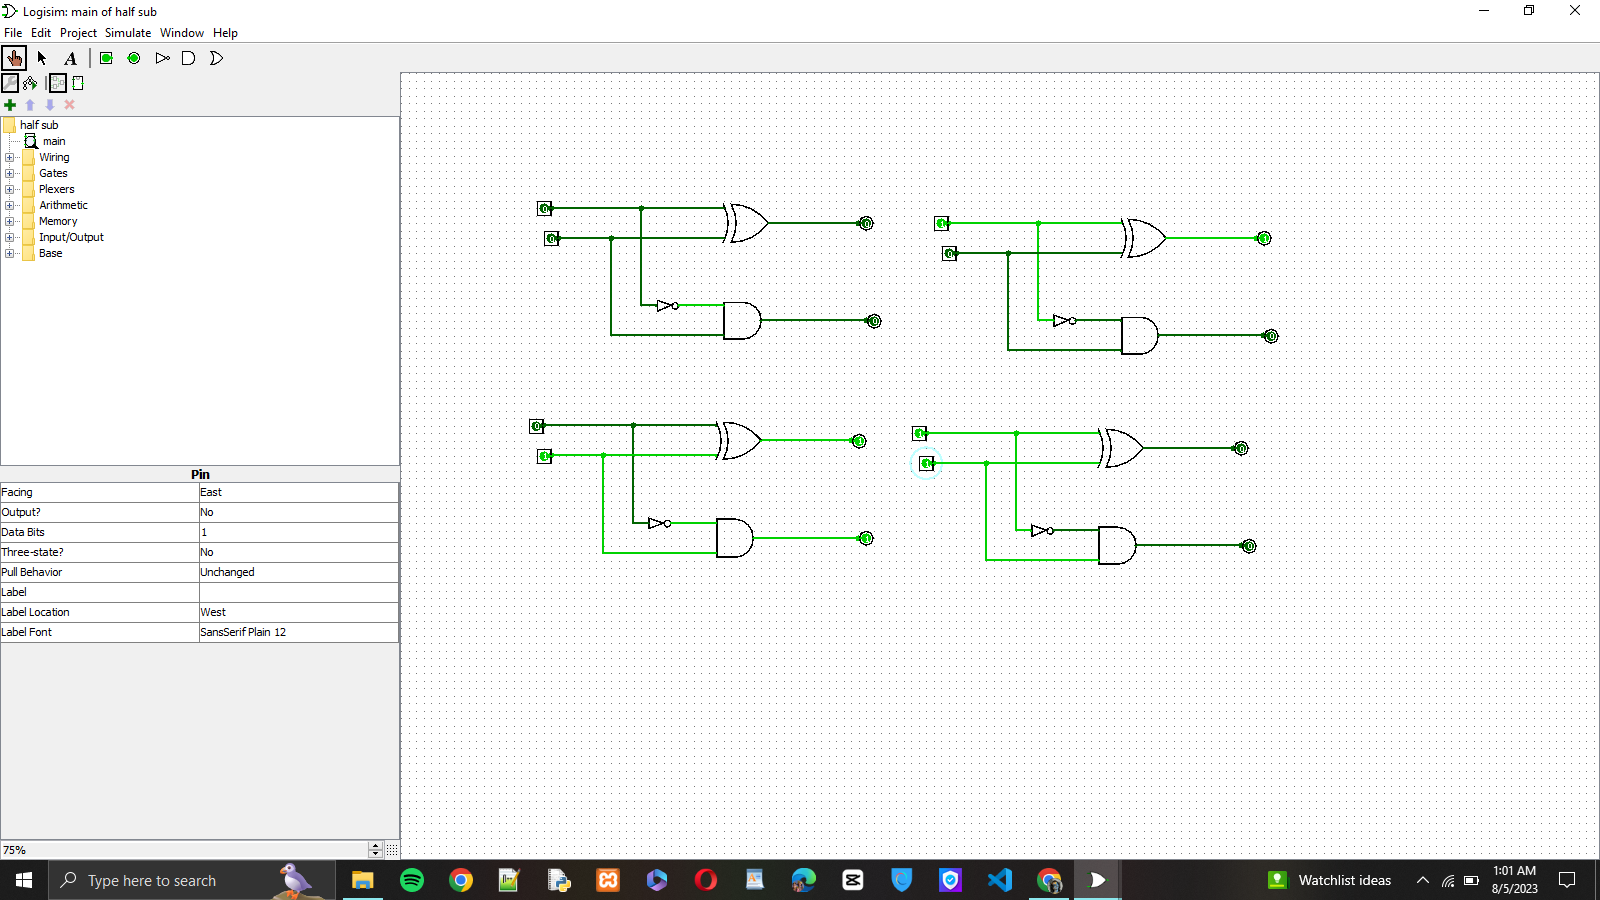 Logisim: main of half sub
File Edit Project Simulate Window Help
A
half sub
main
Wiring
Gates
Plexers
Arithmetic
Memory
Input/Output
Base
0 0
0
0
1 1
0
0
0 1
1
1
1 0
1
0
Pin
Facing East
Output? No
Data Bits 1
Three-state? No
Pull Behavior Unchanged
Label
Label Location West
Label Font SansSerif Plain 12
75%
Type here to search
Watchlist ideas
1:01 AM
8/5/2023